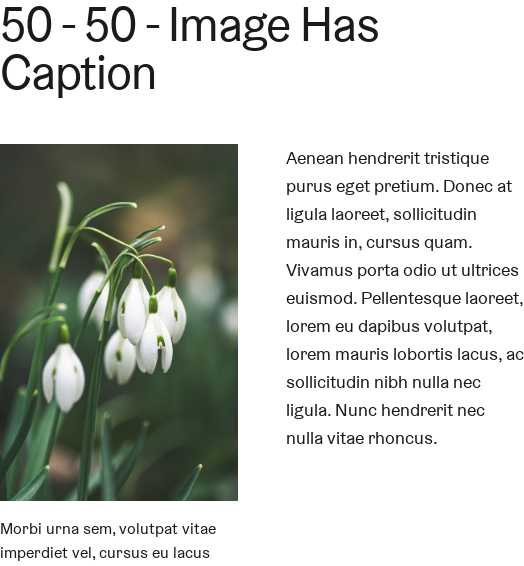 50 - 50 - Image Has
Caption
Aenean hendrerit tristique
purus eget pretium. Donec at
ligula laoreet, sollicitudin
mauris in, cursus quam.
Vivamus porta odio ut ultrices
euismod. Pellentesque laoreet,
lorem eu dapibus volutpat,
lorem mauris lobortis lacus, ac
sollicitudin nibh nulla nec
ligula. Nunc hendrerit nec
nulla vitae rhoncus.
Morbi urna sem, volutpat vitae
imperdiet vel, cursus eu lacus